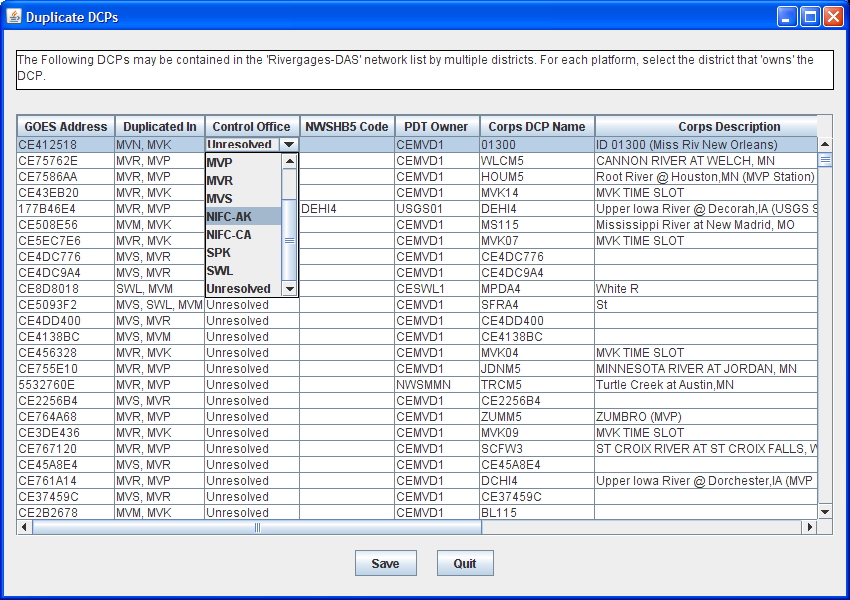 Duplicate DCPs
The Following DCPs may be contained in the 'Rivergages-DAS' network list by multiple districts. For each platform, select the district that 'owns' the
DCP.
GOES Address Duplicated In Control Office NWSHB5 Code PDT Owner Corps DCP Name Corps Description
CE412518 MVN, MVK Unresolved CEMVD1 01300 ID 01300 (Miss Riv New Orleans)
CE75762E MVR, MVP MVP CEMVD1 WLCM5 CANNON RIVER AT WELCH, MN
CE7586AA MVR, MVP MVR CEMVD1 HOUM5 Root River @ Houston,MN (MVP Station)
CE43EB20 MVR, MVK MVS CEMVD1 MVK14 MVK TIME SLOT
177B46E4 MVR, MVP NIFC-AK DEHI4 USGS01 DEHI4 Upper Iowa River @ Decorah,IA (USGS S
CE508E56 MVM, MVK NIFC-CA CEMVD1 MS115 Mississippi River at New Madrid, MO
CE5EC7E6 MVR, MVK CEMVD1 MVK07 MVK TIME SLOT
CE4DC776 MVS, MVR SPK CEMVD1 CE4DC776
CE4DC9A4 MVS, MVR SWL CEMVD1 CE4DC9A4
CE8D8018 SWL, MVM Unresolved CESWL1 MPDA4 White R
CE5093F2 MVS, SWL, MVM Unresolved CEMVD1 SFRA4 St
CE4DD400 MVS, MVR Unresolved CEMVD1 CE4DD400
CE4138BC MVS, MVM Unresolved CEMVD1 CE4138BC
CE456328 MVR, MVK Unresolved CEMVD1 MVK04 MVK TIME SLOT
CE755E10 MVR, MVP Unresolved CEMVD1 JDNM5 MINNESOTA RIVER AT JORDAN, MN
5532760E MVR, MVP Unresolved NWSMMN TRCM5 Turtle Creek at Austin,MN
CE2256B4 MVS, MVR Unresolved CEMVD1 CE2256B4
CE764A68 MVR, MVP Unresolved CEMVD1 ZUMM5 ZUMBRO (MVP)
CE3DE436 MVR, MVK Unresolved CEMVD1 MVK09 MVK TIME SLOT
CE767120 MVR, MVP Unresolved CEMVD1 SCFW3 ST CROIX RIVER AT ST CROIX FALLS, W
CE45A8E4 MVS, MVR Unresolved CEMVD1 CE45A8E4
CE761A14 MVR, MVP Unresolved CEMVD1 DCHI4 Upper Iowa River @ Dorchester,IA (MVP
CE37459C MVS, MVR Unresolved CEMVD1 CE37459C
CE2B2678 MVM, MVK Unresolved CEMVD1 BL115
Save Quit